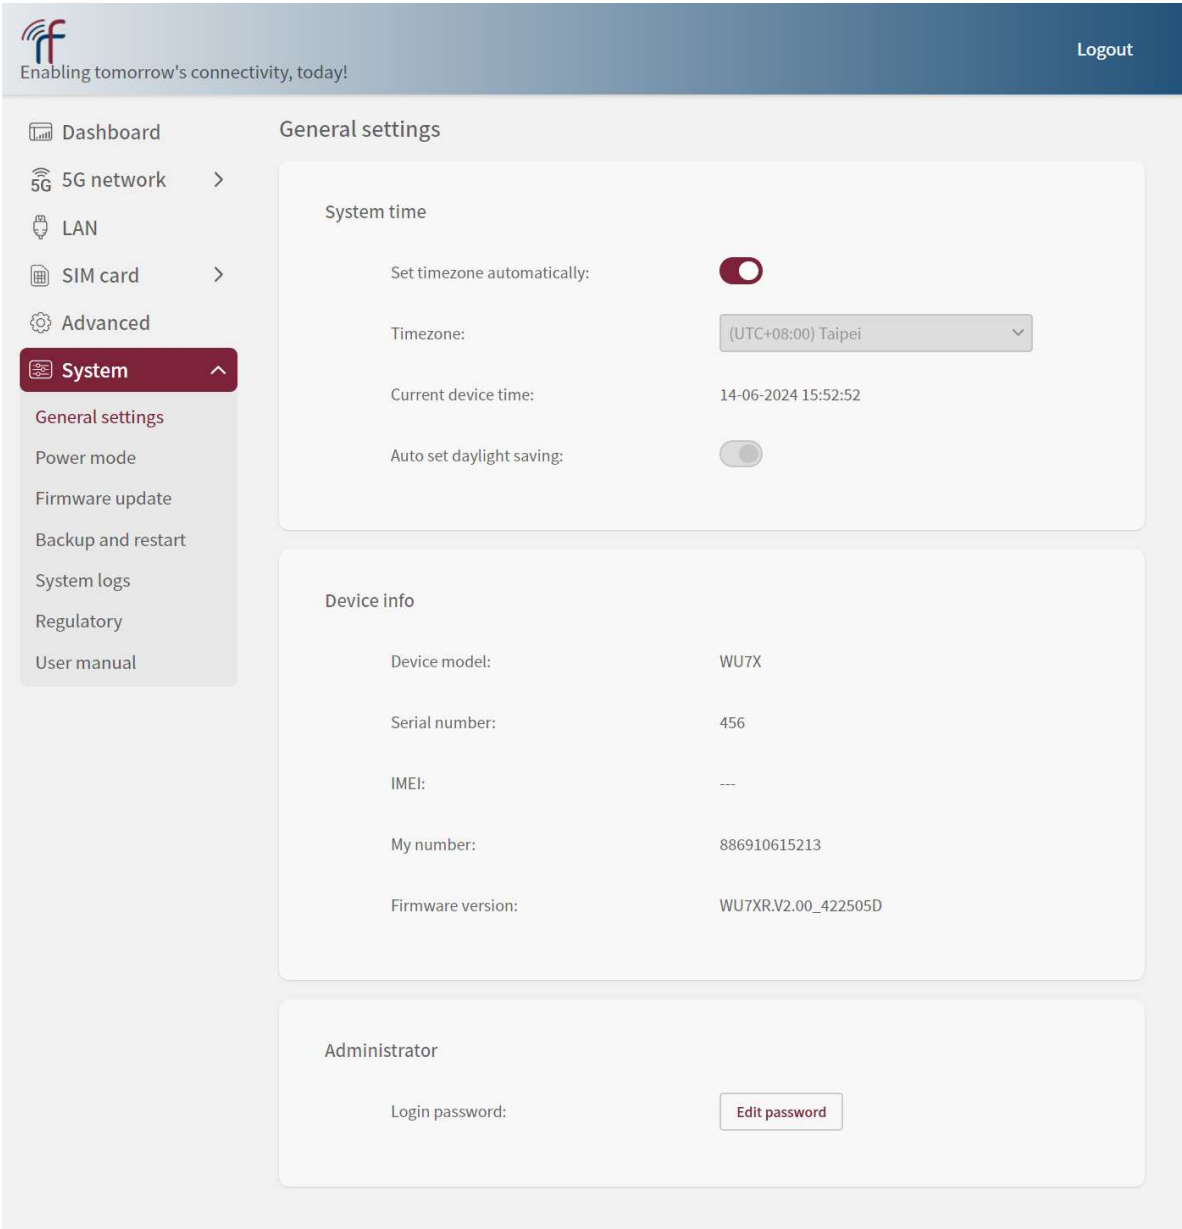 Enabling tomorrow's connectivity, today!
Logout
Dashboard
5G 5G network
LAN
SIM card
Advanced
System
General settings
Power mode
Firmware update
Backup and restart
System logs
Regulatory
User manual
General settings
System time
Set timezone automatically:
Timezone: (UTC+08:00) Taipei
Current device time: 14-06-2024 15:52:52
Auto set daylight saving:
Device info
Device model: WU7X
Serial number: 456
IMEI: ---
My number: 886910615213
Firmware version: WU7XR.V2.00_422505D
Administrator
Login password: Edit password